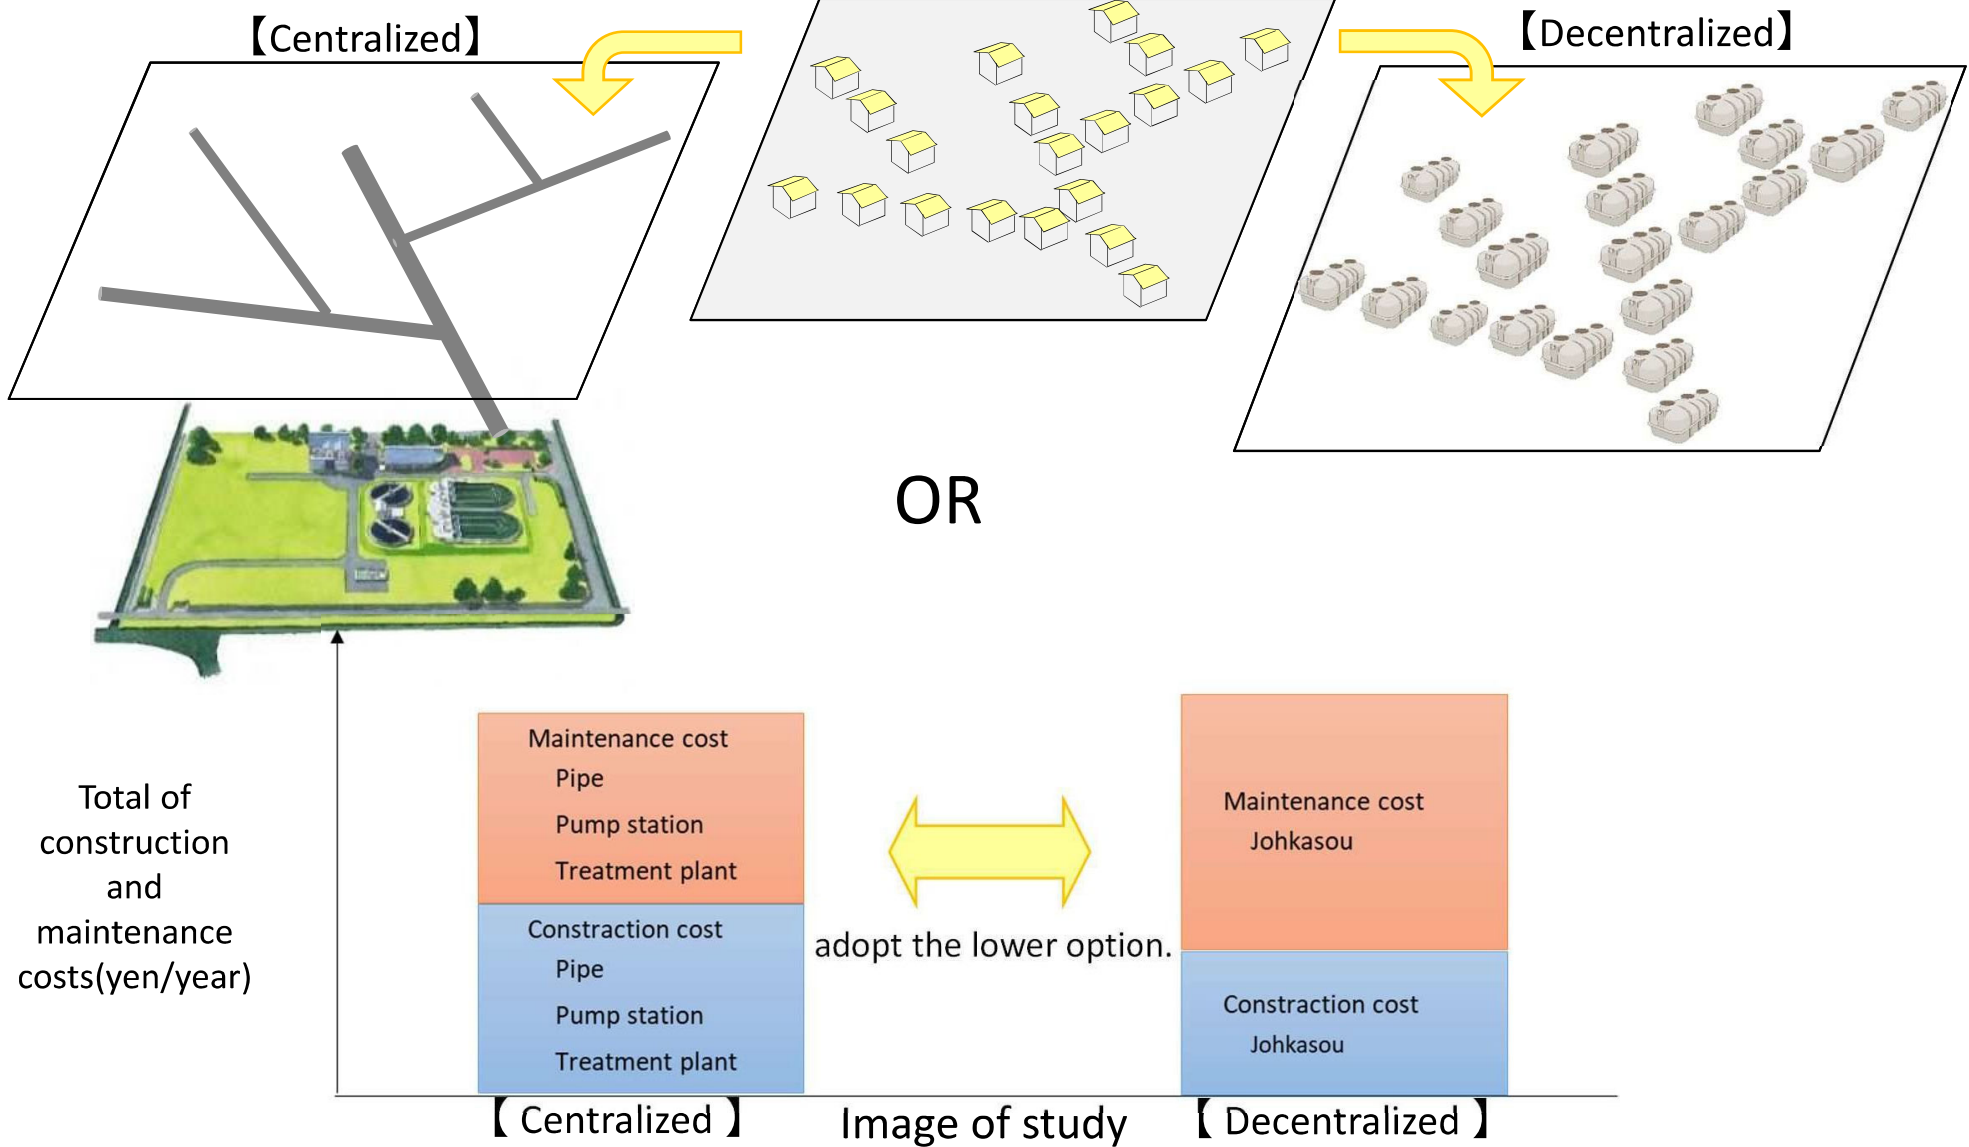 【Centralized】
【Decentralized】
OR
Total of
construction
and
maintenance
costs(yen/year)
Maintenance cost
Pipe
Pump station
Treatment plant
Constraction cost
Pipe
Pump station
Treatment plant
adopt the lower option.
Maintenance cost
Johkasou
Constraction cost
Johkasou
【 Centralized 】
Image of study
【 Decentralized 】